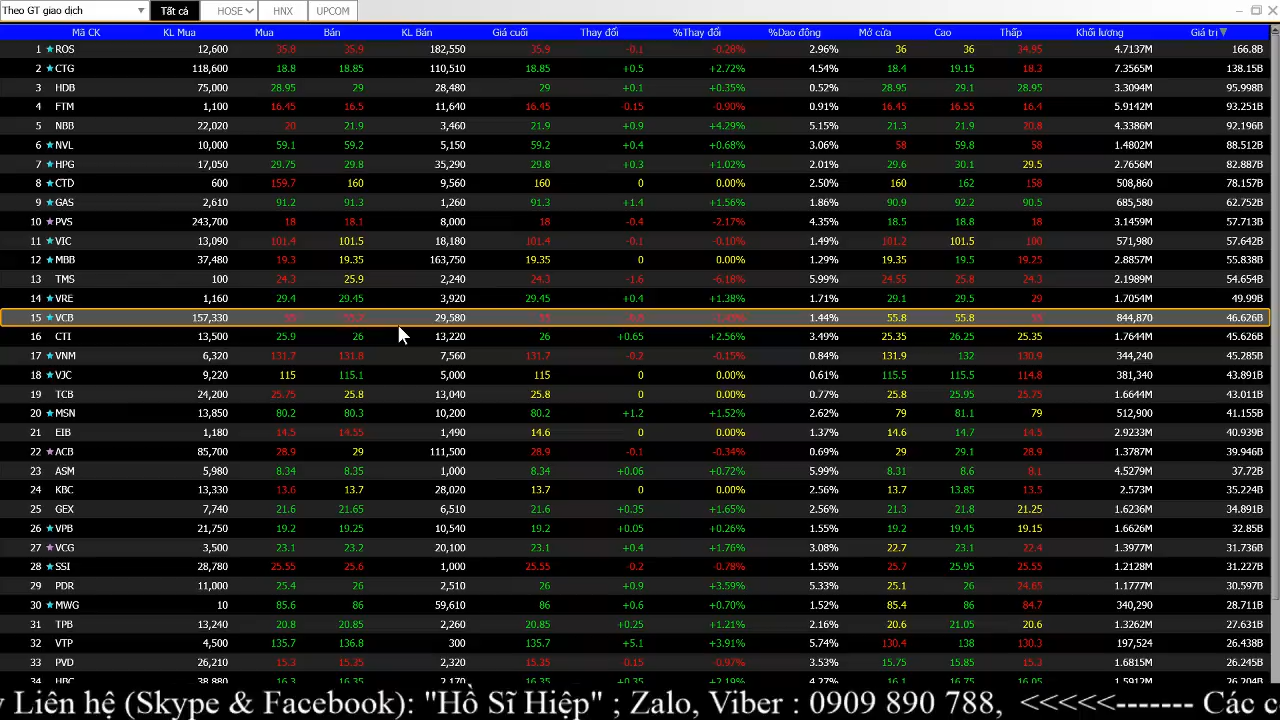 Theo GT giao dịch Tất cả HOSE HNX UPCOM
Mã CK KL Mua Mua Bán KL Bán Giá cuối Thay đổi %Thay đổi %Dao động Mở cửa Cao Thấp Khối lượng Giá trị
1 ROS 12,600 35.8 35.9 182,550 35.9 -0.1 -0.28% 2.96% 36 36 34.95 4.7137M 166.8B
2 CTG 118,600 18.8 18.85 110,510 18.85 +0.5 +2.72% 4.54% 18.4 19.15 18.3 7.3565M 138.15B
3 HDB 75,000 28.95 29 28,480 29 +0.1 +0.35% 0.52% 28.95 29.1 28.95 3.3094M 95.998B
4 FTM 1,100 16.45 16.5 11,640 16.45 -0.15 -0.90% 0.91% 16.45 16.55 16.4 5.9142M 93.251B
5 NBB 22,020 20 21.9 3,460 21.9 +0.9 +4.29% 5.15% 21.3 21.9 20.8 4.3386M 92.196B
6 NVL 10,000 59.1 59.2 5,150 59.2 +0.4 +0.68% 3.06% 58 59.8 58 1.4802M 88.512B
7 HPG 17,050 29.75 29.8 35,290 29.8 +0.3 +1.02% 2.01% 29.6 30.1 29.5 2.7656M 82.887B
8 CTD 600 159.7 160 9,560 160 0 0.00% 2.50% 160 162 158 508,860 78.157B
9 GAS 2,610 91.2 91.3 1,260 91.3 +1.4 +1.56% 1.86% 90.9 92.2 90.5 685,580 62.752B
10 PVS 243,700 18 18.1 8,000 18 -0.4 -2.17% 4.35% 18.5 18.8 18 3.1459M 57.713B
11 VIC 13,090 101.4 101.5 18,180 101.4 -0.1 -0.10% 1.49% 101.2 101.5 100 571,980 57.642B
12 MBB 37,480 19.3 19.35 163,750 19.35 0 0.00% 1.29% 19.35 19.5 19.25 2.8857M 55.838B
13 TMS 100 24.3 25.9 2,240 24.3 -1.6 -6.18% 5.99% 24.55 25.8 24.3 2.1989M 54.654B
14 VRE 1,160 29.4 29.45 3,920 29.45 +0.4 +1.38% 1.71% 29.1 29.5 29 1.7054M 49.99B
15 VCB 157,330 55 55.2 29,580 55 -0.8 1.44% 55.8 55.8 55 844,870 46.626B
16 CTI 13,500 25.9 26 13,220 26 +0.65 +2.56% 3.49% 25.35 26.25 25.35 1.7644M 45.626B
17 VNM 6,320 131.7 131.8 7,560 131.7 -0.2 -0.15% 0.84% 131.9 132 130.9 344,240 45.285B
18 VJC 9,220 115 115.1 5,000 115 0 0.00% 0.61% 115.5 115.5 114.8 381,340 43.891B
19 TCB 24,200 25.75 25.8 13,040 25.8 0 0.00% 0.77% 25.8 25.95 25.75 1.6644M 43.011B
20 MSN 13,850 80.2 80.3 10,200 80.2 +1.2 +1.52% 2.62% 79 81.1 79 512,900 41.155B
21 EIB 1,180 14.5 14.55 1,490 14.6 0 0.00% 1.37% 14.6 14.7 14.5 2.9233M 40.939B
22 ACB 85,700 28.9 29 111,500 28.9 -0.1 -0.34% 0.69% 29 29.1 28.9 1.3787M 39.946B
23 ASM 5,980 8.34 8.35 1,000 8.34 +0.06 +0.72% 5.99% 8.31 8.6 8.1 4.5279M 37.72B
24 KBC 13,330 13.6 13.7 28,020 13.7 0 0.00% 2.56% 13.7 13.85 13.5 2.573M 35.224B
25 GEX 7,740 21.6 21.65 6,510 21.6 +0.35 +1.65% 2.56% 21.3 21.8 21.25 1.6236M 34.891B
26 VPB 21,750 19.2 19.25 10,540 19.2 +0.05 +0.26% 1.55% 19.2 19.45 19.15 1.6626M 32.85B
27 VCG 3,500 23.1 23.2 20,100 23.1 +0.4 +1.76% 3.08% 22.7 23.1 22.4 1.3977M 31.736B
28 SSI 28,780 25.55 25.6 1,000 25.55 -0.2 -0.78% 1.55% 25.7 25.95 25.55 1.2128M 31.227B
29 PDR 11,000 25.4 26 2,510 26 +0.9 +3.59% 5.33% 25.1 26 24.65 1.1777M 30.597B
30 MWG 10 85.6 86 59,610 86 +0.6 +0.70% 1.52% 85.4 86 84.7 340,290 28.711B
31 TPB 13,240 20.8 20.85 2,260 20.85 +0.25 +1.21% 2.16% 20.6 21.05 20.6 1.3262M 27.631B
32 VTP 4,500 135.7 136.8 300 135.7 +5.1 +3.91% 5.74% 130.4 138 130.3 197,524 26.438B
33 PVD 26,210 15.3 15.35 2,320 15.35 -0.15 -0.97% 3.53% 15.75 15.85 15.3 1.6815M 26.245B
34 HBC 38,880 16.3 16.35 2,170 16.35 +0.35 +2.19% 4.27% 16 16.65 16 1.5912M 26.204B
Liên hệ (Skype & Facebook): "Hồ Sĩ Hiệp" ; Zalo, Viber : 0909 890 788, <<<<<------- Các c